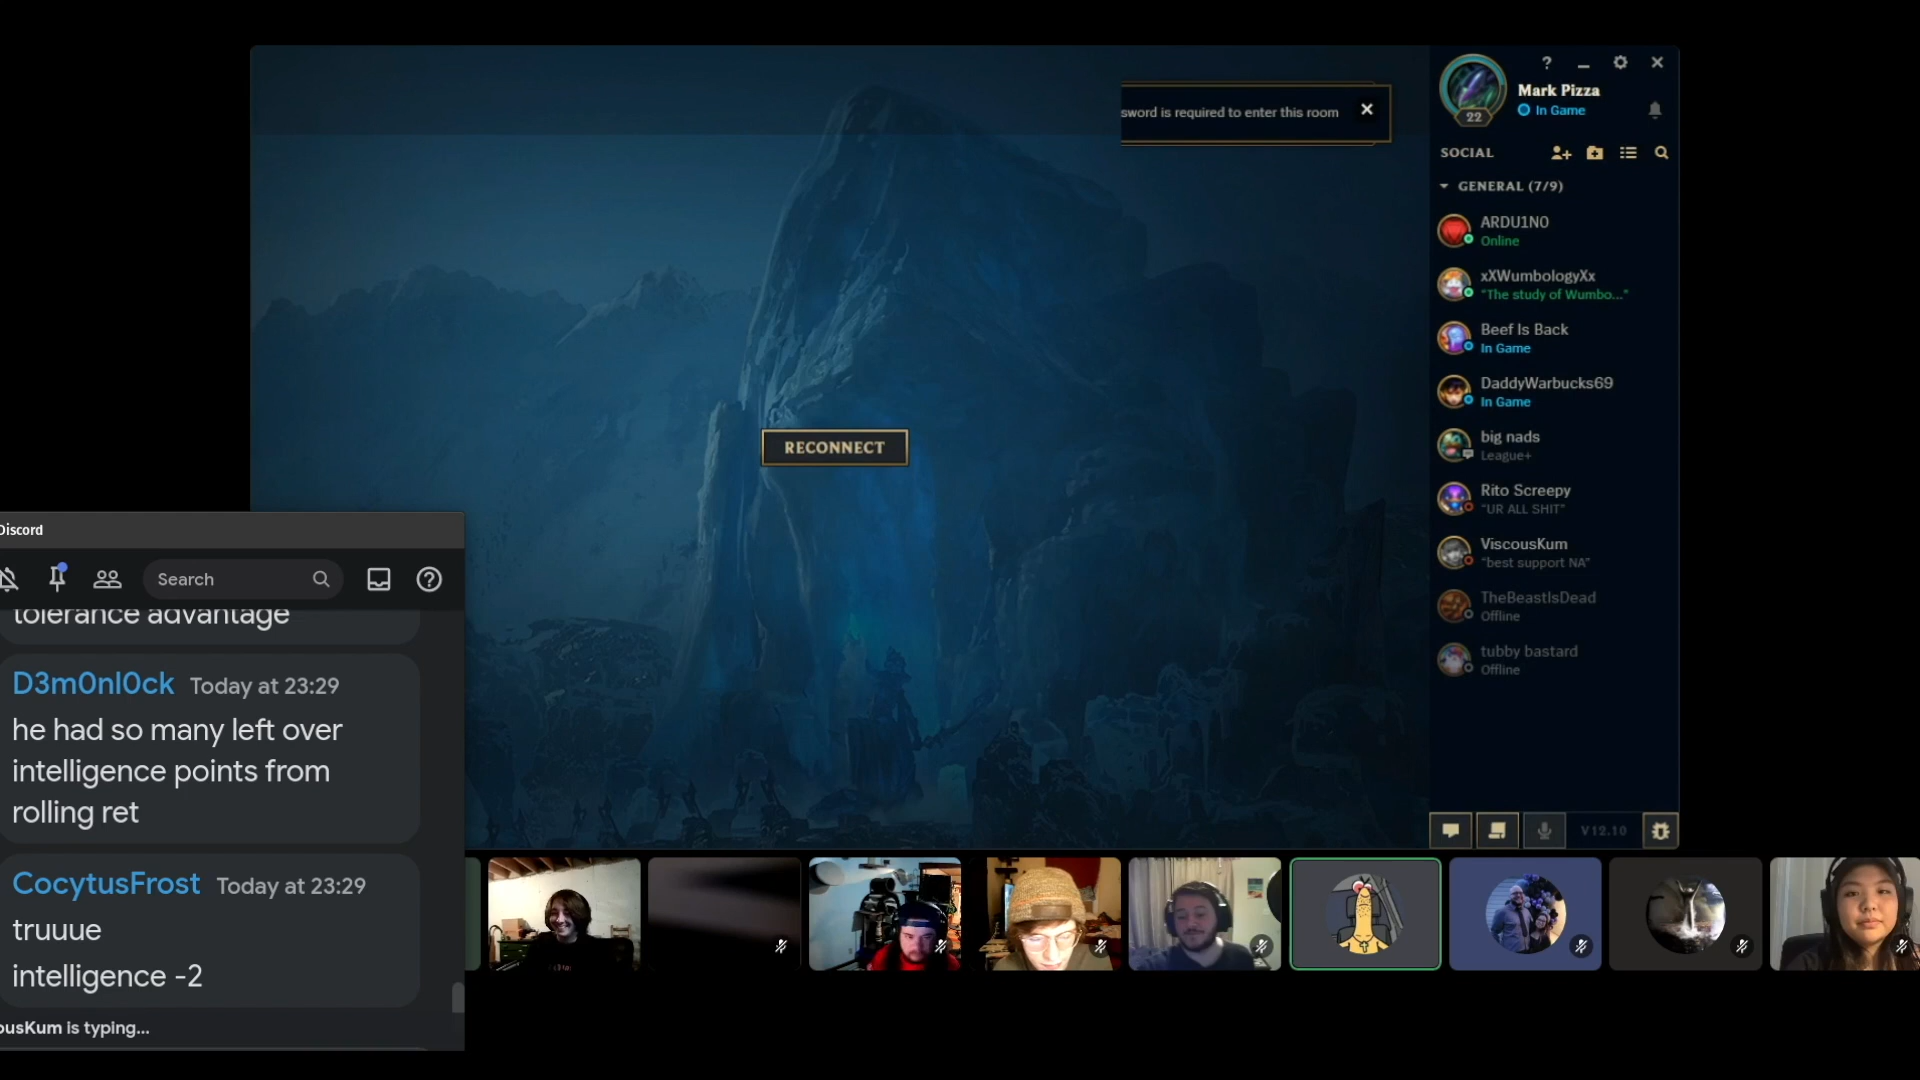 sword is required to enter this room
?
Mark Pizza
In Game
22
SOCIAL
GENERAL (7/9)
ARDU1N0
Online
xXWumbologyXx
"The study of Wumbo..."
Beef Is Back
In Game
DaddyWarbucks69
In Game
big nads
League+
Rito Screepy
"UR ALL SHIT"
ViscousKum
"best support NA"
TheBeastIsDead
Offline
tubby bastard
Offline
V12.10
RECONNECT
Discord
Search
tolerance advantage
D3m0nl0ck Today at 23:29
he had so many left over
intelligence points from
rolling ret
CocytusFrost Today at 23:29
truuue
intelligence -2
ousKum is typing...